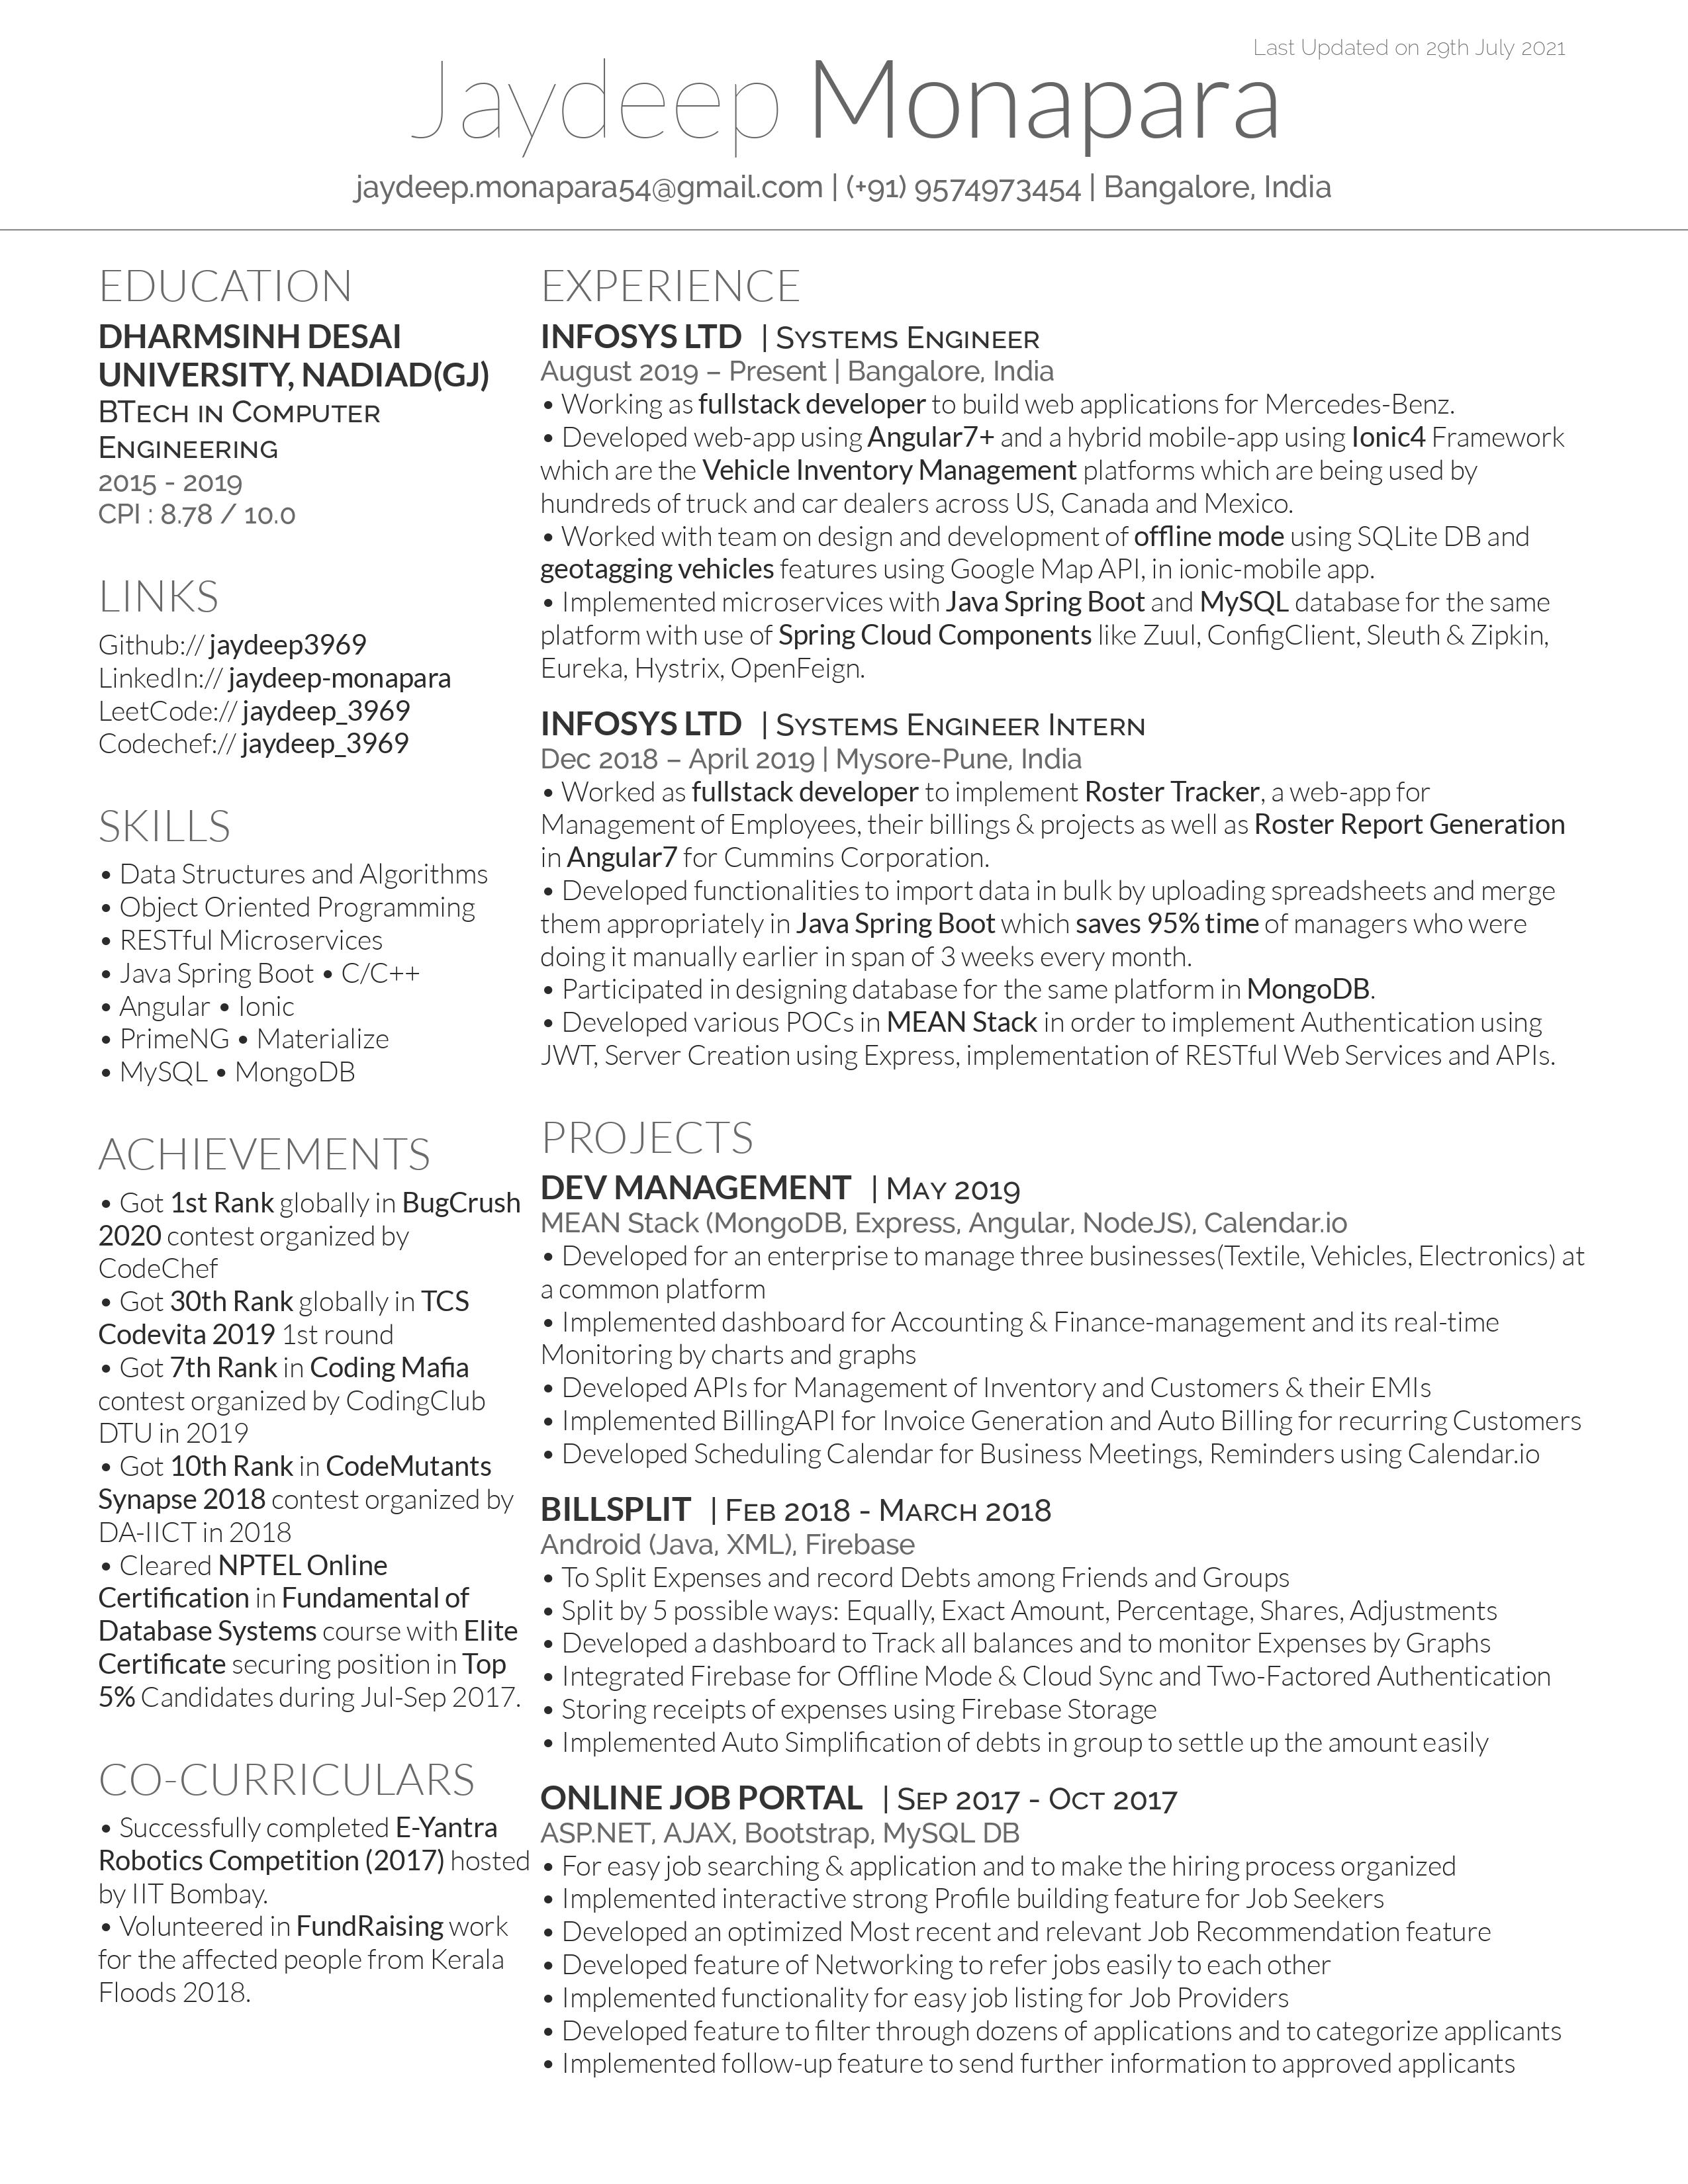 Last Updated on 29th July 2021
Jaydeep Monapara
jaydeep.monapara54@gmail.com | (+91) 9574973454 | Bangalore, India
EDUCATION
DHARMSINH DESAI
UNIVERSITY, NADIAD(GJ)
BTech in Computer
Engineering
2015 - 2019
CPI : 8.78 / 10.0
LINKS
Github:// jaydeep3969
LinkedIn:// jaydeep-monapara
LeetCode:// jaydeep_3969
Codechef:// jaydeep_3969
SKILLS
• Data Structures and Algorithms
• Object Oriented Programming
• RESTful Microservices
• Java Spring Boot • C/C++
• Angular • Ionic
• PrimeNG • Materialize
• MySQL • MongoDB
ACHIEVEMENTS
• Got 1st Rank globally in BugCrush
2020 contest organized by
CodeChef
• Got 30th Rank globally in TCS
Codevita 2019 1st round
• Got 7th Rank in Coding Mafia
contest organized by CodingClub
DTU in 2019
• Got 10th Rank in CodeMutants
Synapse 2018 contest organized by
DA-IICT in 2018
• Cleared NPTEL Online
Certification in Fundamental of
Database Systems course with Elite
Certificate securing position in Top
5% Candidates during Jul-Sep 2017.
CO-CURRICULARS
• Successfully completed E-Yantra
Robotics Competition (2017) hosted
by IIT Bombay.
• Volunteered in FundRaising work
for the affected people from Kerala
Floods 2018.
EXPERIENCE
INFOSYS LTD | Systems Engineer
August 2019 – Present | Bangalore, India
• Working as fullstack developer to build web applications for Mercedes-Benz.
• Developed web-app using Angular7+ and a hybrid mobile-app using Ionic4 Framework
which are the Vehicle Inventory Management platforms which are being used by
hundreds of truck and car dealers across US, Canada and Mexico.
• Worked with team on design and development of offline mode using SQLite DB and
geotagging vehicles features using Google Map API, in ionic-mobile app.
• Implemented microservices with Java Spring Boot and MySQL database for the same
platform with use of Spring Cloud Components like Zuul, ConfigClient, Sleuth & Zipkin,
Eureka, Hystrix, OpenFeign.
INFOSYS LTD | Systems Engineer Intern
Dec 2018 – April 2019 | Mysore-Pune, India
• Worked as fullstack developer to implement Roster Tracker, a web-app for
Management of Employees, their billings & projects as well as Roster Report Generation
in Angular7 for Cummins Corporation.
• Developed functionalities to import data in bulk by uploading spreadsheets and merge
them appropriately in Java Spring Boot which saves 95% time of managers who were
doing it manually earlier in span of 3 weeks every month.
• Participated in designing database for the same platform in MongoDB.
• Developed various POCs in MEAN Stack in order to implement Authentication using
JWT, Server Creation using Express, implementation of RESTful Web Services and APIs.
PROJECTS
DEV MANAGEMENT | May 2019
MEAN Stack (MongoDB, Express, Angular, NodeJS), Calendar.io
• Developed for an enterprise to manage three businesses(Textile, Vehicles, Electronics) at
a common platform
• Implemented dashboard for Accounting & Finance-management and its real-time
Monitoring by charts and graphs
• Developed APIs for Management of Inventory and Customers & their EMIs
• Implemented BillingAPI for Invoice Generation and Auto Billing for recurring Customers
• Developed Scheduling Calendar for Business Meetings, Reminders using Calendar.io
BILLSPLIT | Feb 2018 - March 2018
Android (Java, XML), Firebase
• To Split Expenses and record Debts among Friends and Groups
• Split by 5 possible ways: Equally, Exact Amount, Percentage, Shares, Adjustments
• Developed a dashboard to Track all balances and to monitor Expenses by Graphs
• Integrated Firebase for Offline Mode & Cloud Sync and Two-Factored Authentication
• Storing receipts of expenses using Firebase Storage
• Implemented Auto Simplification of debts in group to settle up the amount easily
ONLINE JOB PORTAL | Sep 2017 - Oct 2017
ASP.NET, AJAX, Bootstrap, MySQL DB
• For easy job searching & application and to make the hiring process organized
• Implemented interactive strong Profile building feature for Job Seekers
• Developed an optimized Most recent and relevant Job Recommendation feature
• Developed feature of Networking to refer jobs easily to each other
• Implemented functionality for easy job listing for Job Providers
• Developed feature to filter through dozens of applications and to categorize applicants
• Implemented follow-up feature to send further information to approved applicants